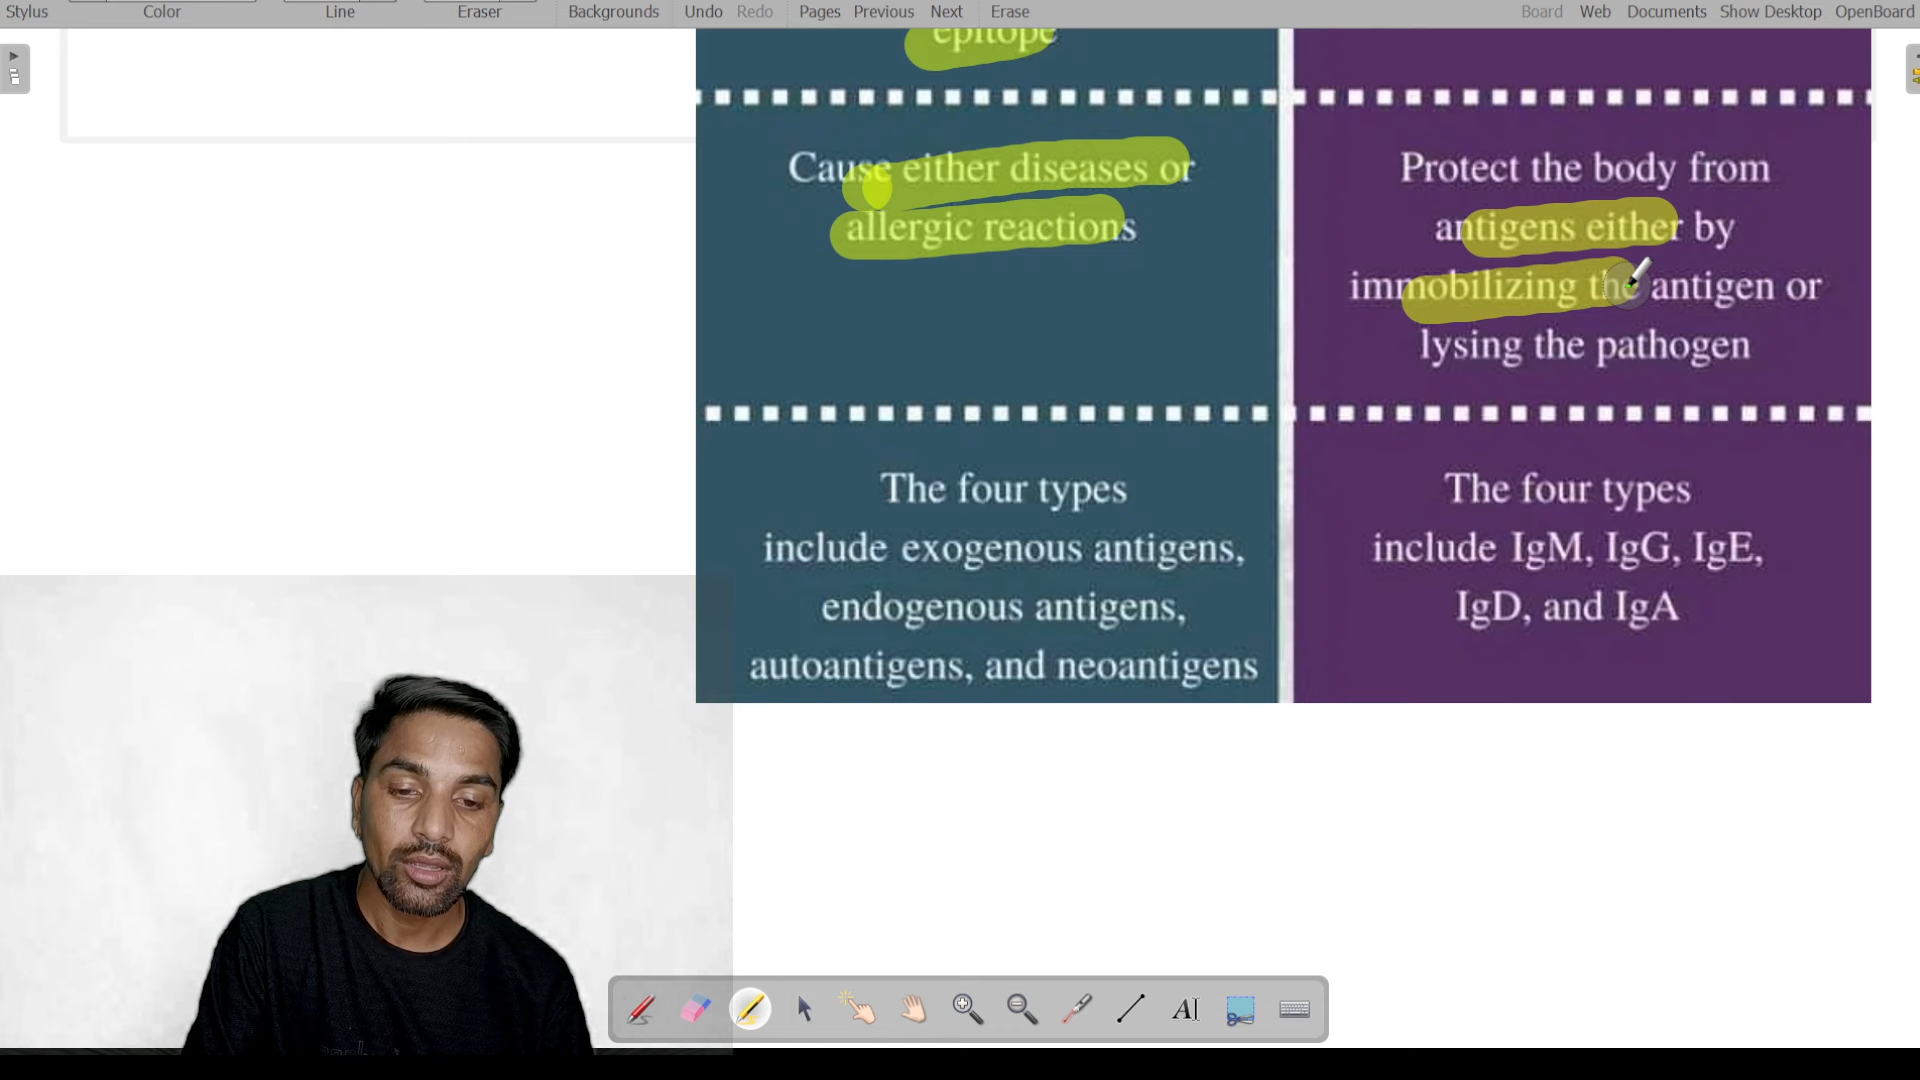 Stylus
Color
Line
Eraser
Backgrounds
Undo
Redo
Pages
Previous
Next
Erase
Board
Web
Documents
Show Desktop
OpenBoard
epitope
Cause either diseases or
allergic reactions
The four types
include exogenous antigens,
endogenous antigens,
autoantigens, and neoantigens
Protect the body from
antigens either by
immobilizing the antigen or
lysing the pathogen
The four types
include IgM, IgG, IgE,
IgD, and IgA